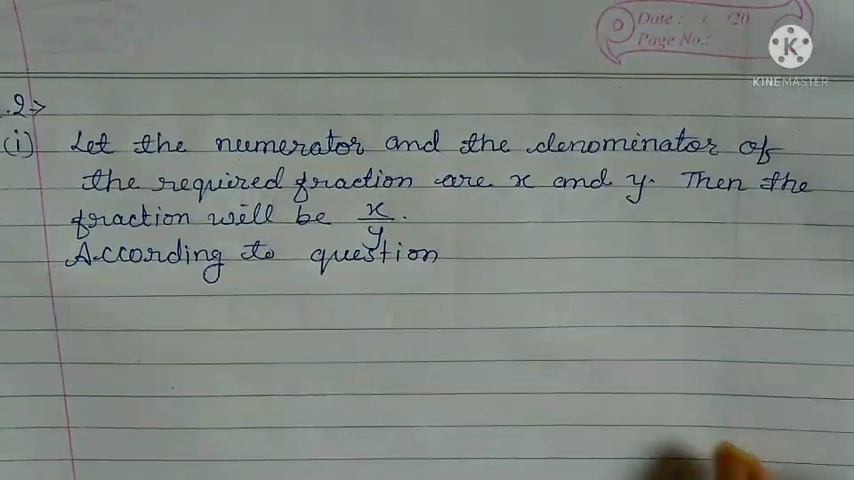 Date : / /20
Page No.:
KINEMASTER
.2→
(i) Let the numerator and the denominator of
the required fraction are x and y. Then the
fraction will be x/y.
According to question